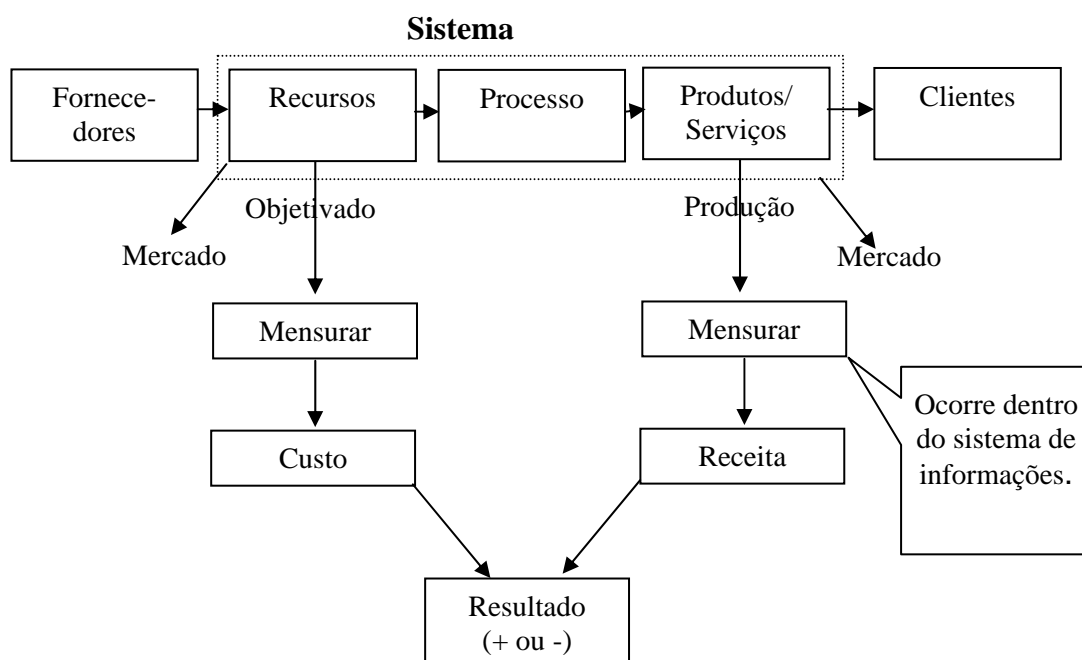 Sistema
Fornece-
dores
Recursos
Processo
Produtos/
Serviços
Clientes
Objetivado
Produção
Mercado
Mercado
Mensurar
Mensurar
Ocorre dentro
do sistema de
informações.
Custo
Receita
Resultado
(+ ou -)